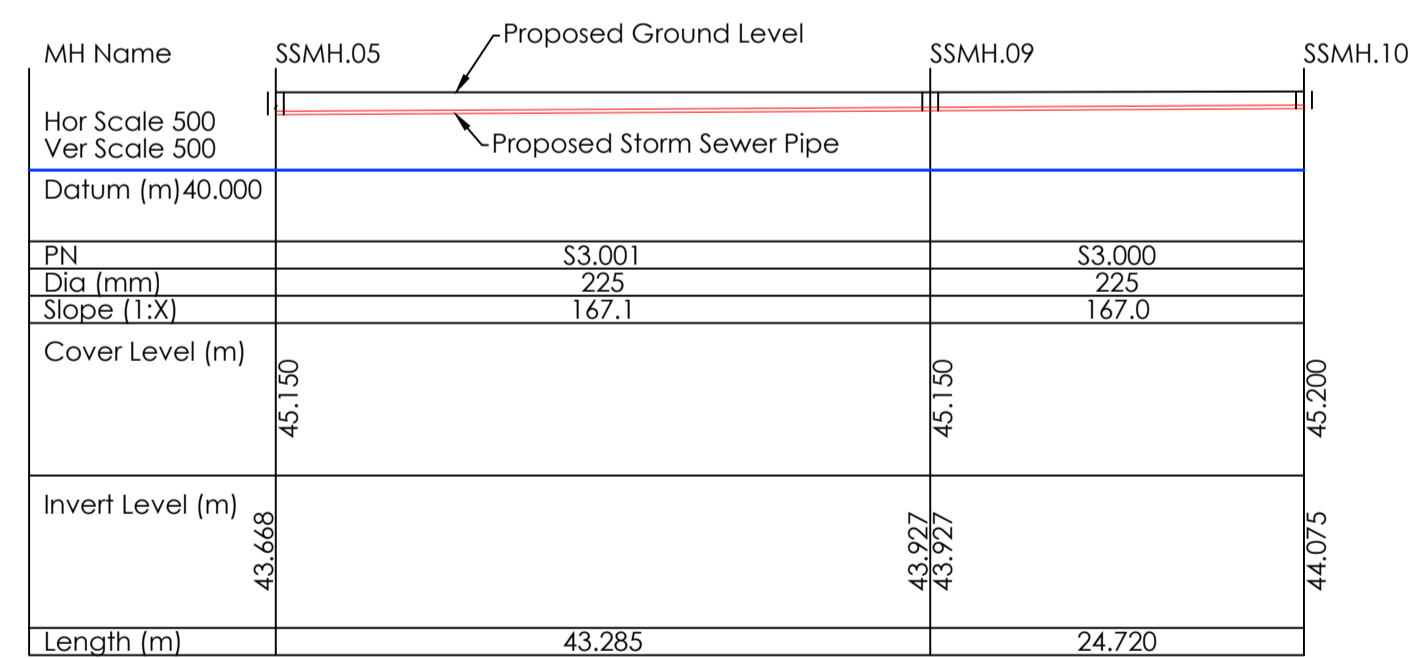 Proposed Ground Level
MH Name SSMH.05 SSMH.09 SSMH.10
Hor Scale 500
Ver Scale 500
Proposed Storm Sewer Pipe
Datum (m)40.000
PN S3.001 S3.000
Dia (mm) 225 225
Slope (1:X) 167.1 167.0
Cover Level (m) 45.150 45.150 45.200
Invert Level (m) 43.668 43.927 43.927 44.075
Length (m) 43.285 24.720